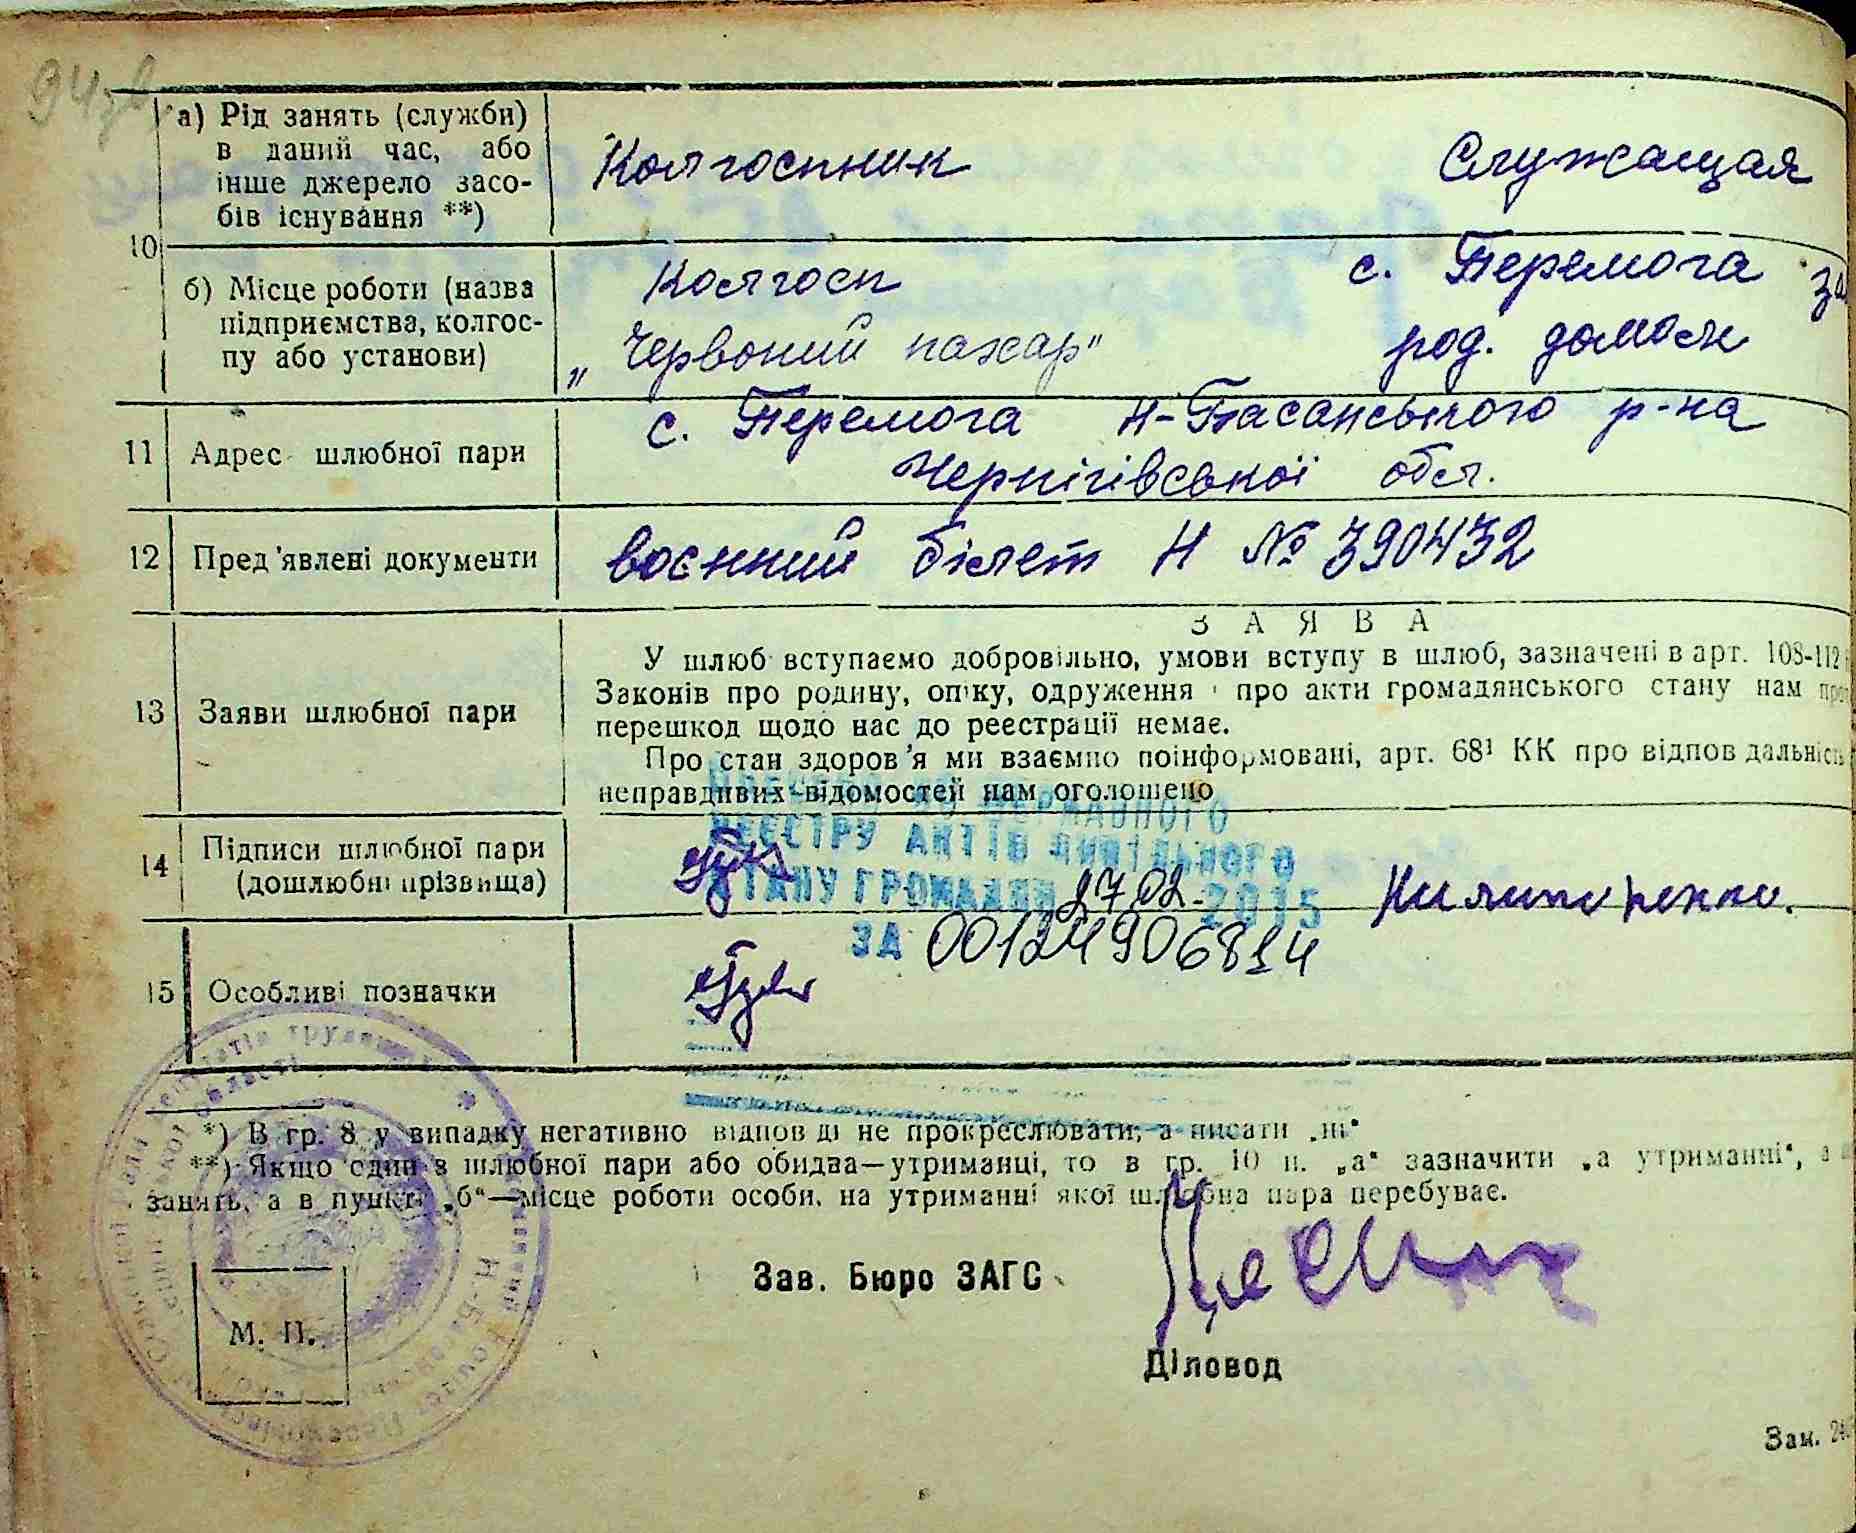 94зв
а) Рід занять (служби)
в даний час, або
інше джерело засо-
бів існування **)
Колгоспник
Служащая
10
б) Місце роботи (назва
підприємства, колгос-
пу або установи)
Колгосп
„Червоний пахар"
с. Перемога
род. домом
11 Адрес шлюбної пари
с. Перемога Н-Басанського р-на
Чернігівської обл.
12 Пред'явлені документи
воєнний білет Н № 390432
13 Заяви шлюбної пари
ЗАЯВА
У шлюб вступаємо добровільно, умови вступу в шлюб, зазначені в арт. 108-112
Законів про родину, опіку, одруження і про акти громадянського стану нам
перешкод щодо нас до реєстрації немає.
Про стан здоров'я ми взаємно поінформовані, арт. 68¹ КК про відповідальність
неправдивих відомостей нам оголошено
14 Підписи шлюбної пари
(дошлюбні прізвища)
ДЕРЖАВНОГО
РЕЄСТРУ АКТІВ ЦИВІЛЬНОГО
СТАНУ ГРОМАДЯН 27.02. 2015
ЗА 00124906814
15 Особливі позначки
*) В гр. 8 у випадку негативно відповіді не прокреслювати, а писати „ні"
**) Якщо один з шлюбної пари або обидва—утриманці, то в гр. 10 п. „а" зазначити „а утриманні", а
занять, а в пункті „б"—місце роботи особи, на утриманні якої шлюбна пара перебуває.
Зав. Бюро ЗАГС
М. П.
Діловод
Зам.